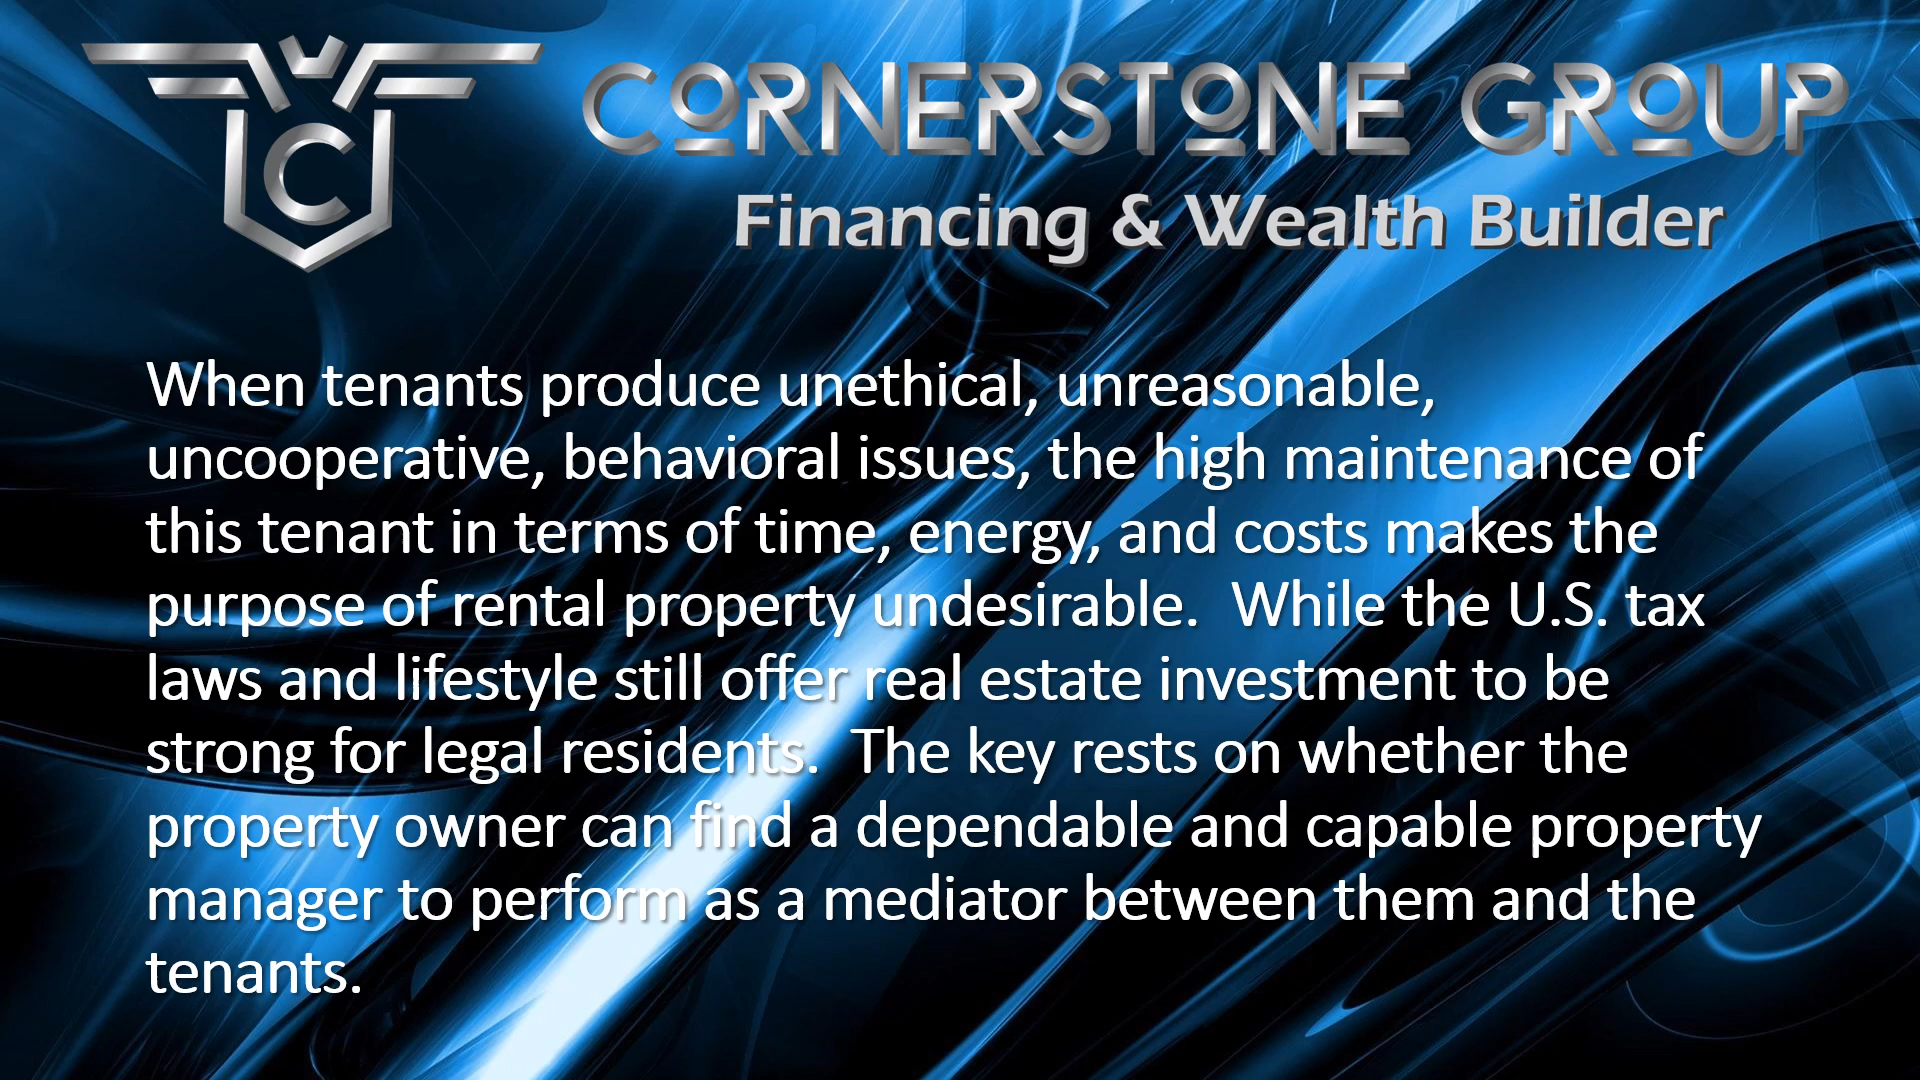 C
CORNERSTONE GROUP
Financing & Wealth Builder
When tenants produce unethical, unreasonable,
uncooperative, behavioral issues, the high maintenance of
this tenant in terms of time, energy, and costs makes the
purpose of rental property undesirable.  While the U.S. tax
laws and lifestyle still offer real estate investment to be
strong for legal residents.  The key rests on whether the
property owner can find a dependable and capable property
manager to perform as a mediator between them and the
tenants.